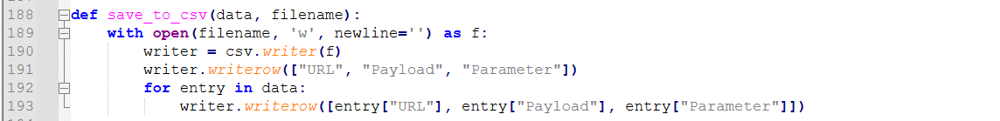 188 def save_to_csv(data, filename):
189     with open(filename, 'w', newline='') as f:
190         writer = csv.writer(f)
191         writer.writerow(["URL", "Payload", "Parameter"])
192         for entry in data:
193             writer.writerow([entry["URL"], entry["Payload"], entry["Parameter"]])